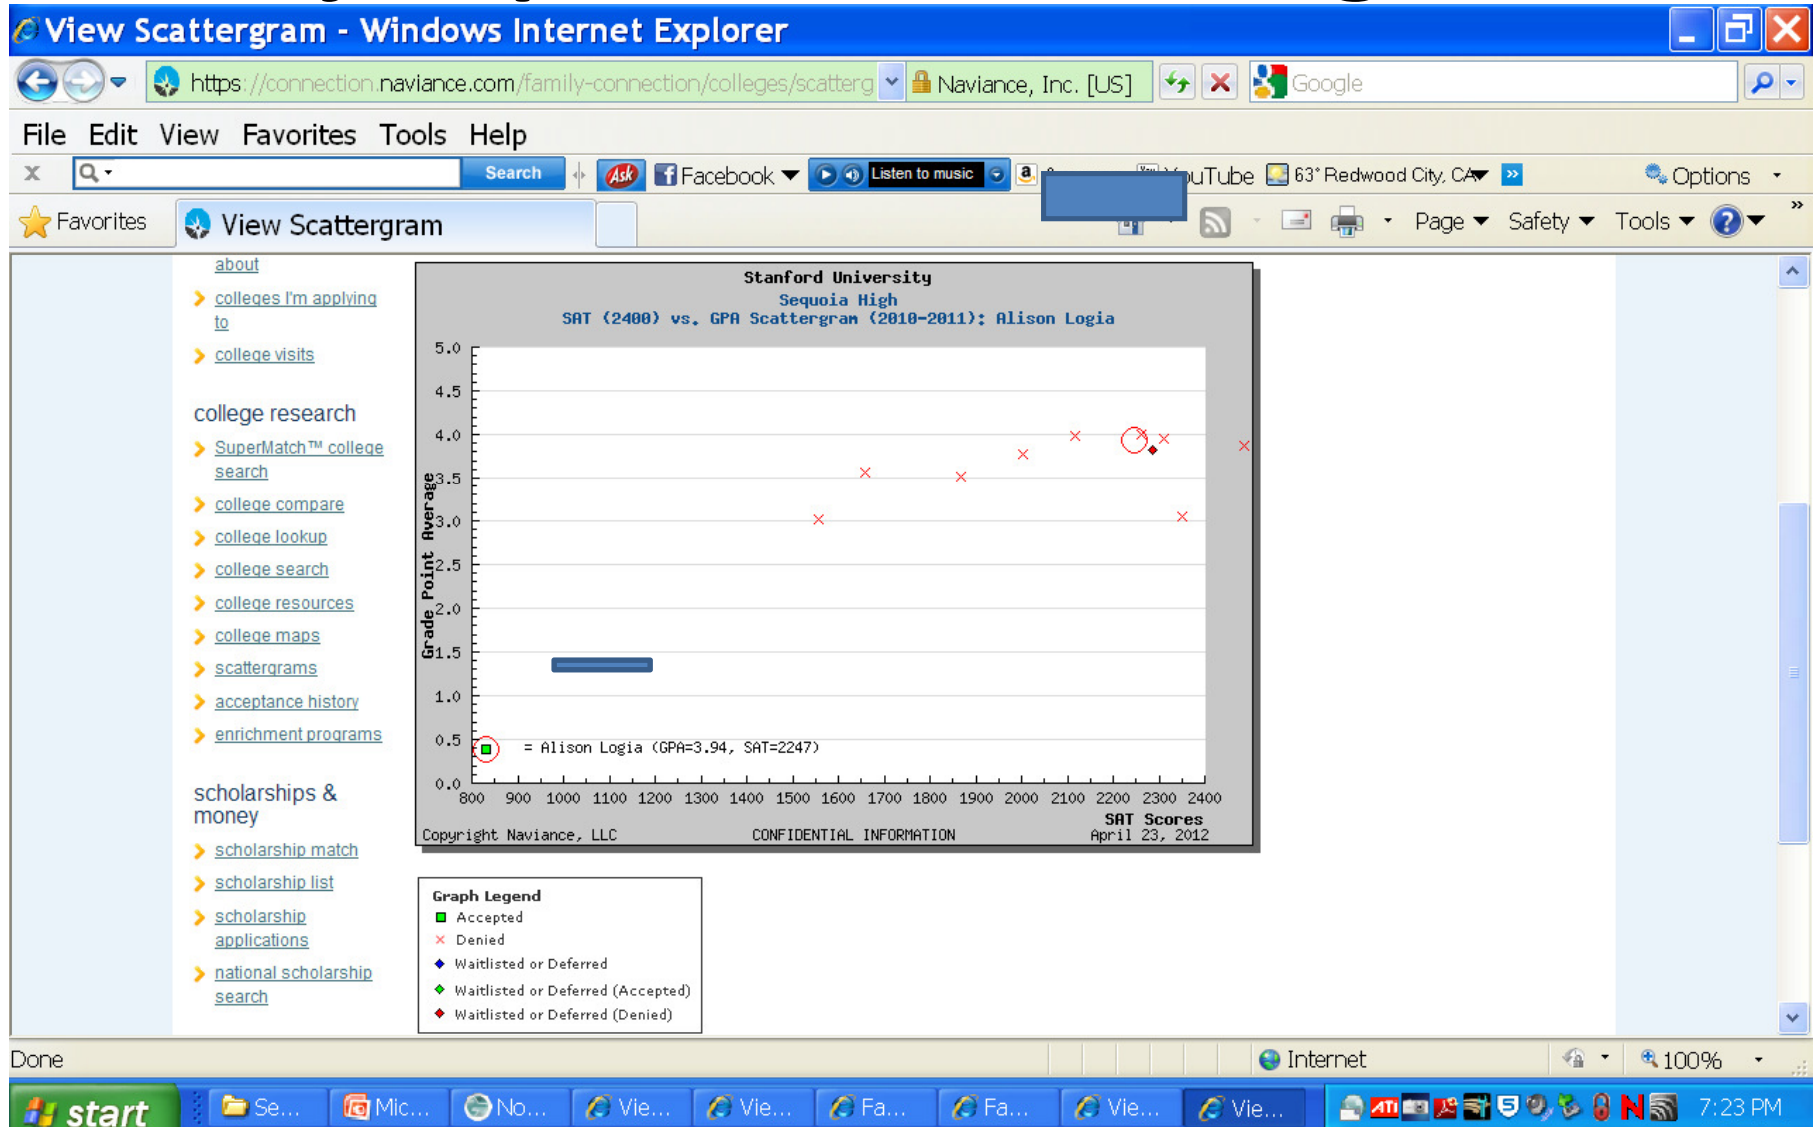 View Scattergram - Windows Internet Explorer
https://connection.naviance.com/family-connection/colleges/scatterg
Naviance, Inc. [US]
Google
File Edit View Favorites Tools Help
X
Search
Ask
Facebook
Listen to music
a
uTube
63° Redwood City, CA
Options
Favorites
View Scattergram
Page
Safety
Tools
about
colleges I'm applying
to
college visits
college research
SuperMatch™ college
search
college compare
college lookup
college search
college resources
college maps
scattergrams
acceptance history
enrichment programs
scholarships &
money
scholarship match
scholarship list
scholarship
applications
national scholarship
search
Stanford University
Sequoia High
SAT (2400) vs. GPA Scattergram (2010-2011): Alison Logia
Grade Point Average
5.0
4.5
4.0
3.5
3.0
2.5
2.0
1.5
1.0
0.5
0.0
= Alison Logia (GPA=3.94, SAT=2247)
800 900 1000 1100 1200 1300 1400 1500 1600 1700 1800 1900 2000 2100 2200 2300 2400
SAT Scores
Copyright Naviance, LLC
CONFIDENTIAL INFORMATION
April 23, 2012
Graph Legend
Accepted
Denied
Waitlisted or Deferred
Waitlisted or Deferred (Accepted)
Waitlisted or Deferred (Denied)
Done
Internet
100%
start
Se...
Mic...
No...
Vie...
Vie...
Fa...
Fa...
Vie...
Vie...
ATI
N
7:23 PM